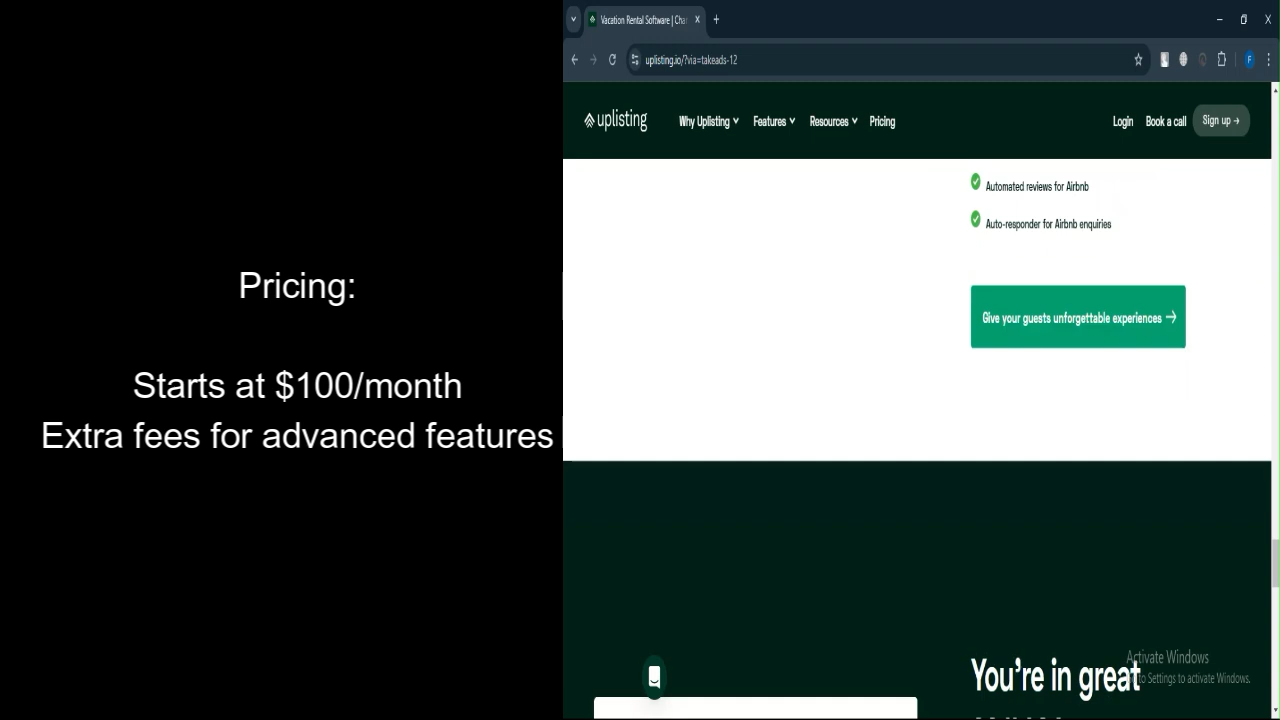 Pricing:
Starts at $100/month
Extra fees for advanced features
Vacation Rental Software | Cha
uplisting.io/?via=takeads-12
F
uplisting
Why Uplisting
Features
Resources
Pricing
Login
Book a call
Sign up →
Automated reviews for Airbnb
Auto-responder for Airbnb enquiries
Give your guests unforgettable experiences →
You're in great
Activate Windows
to Settings to activate Windows.